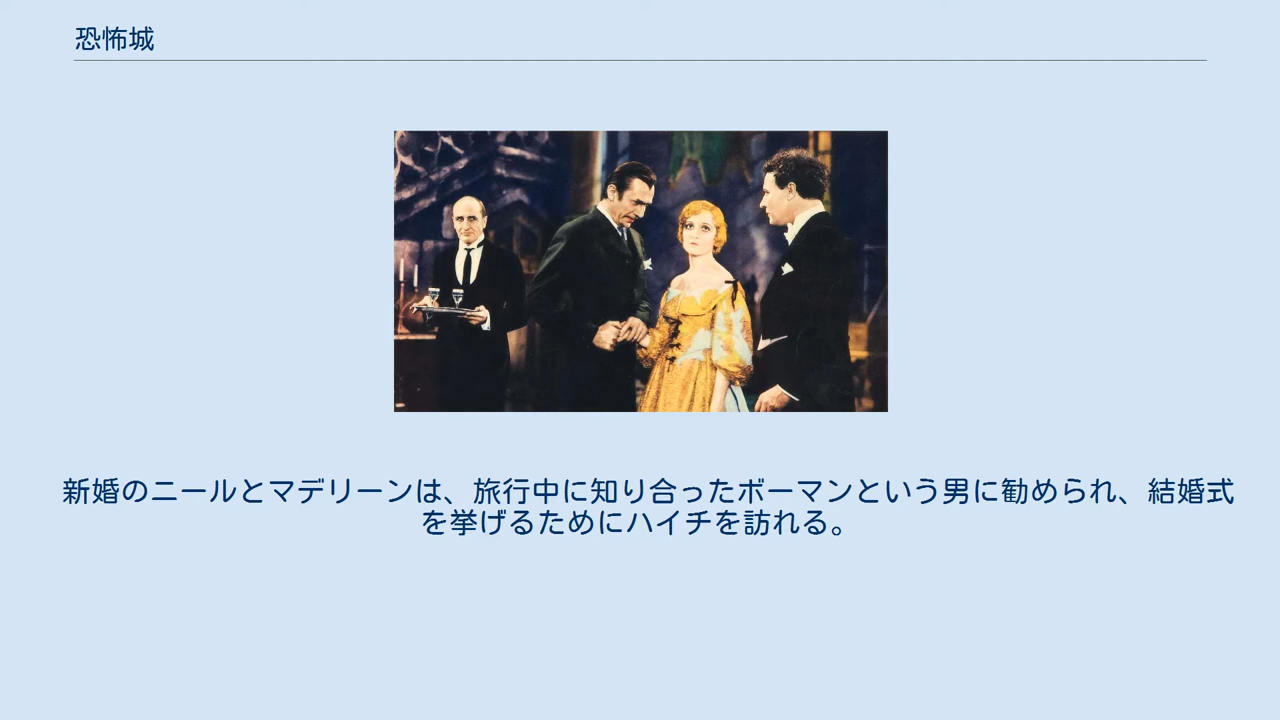 恐怖城
新婚のニールとマデリーンは、旅行中に知り合ったボーマンという男に勧められ、結婚式
を挙げるためにハイチを訪れる。